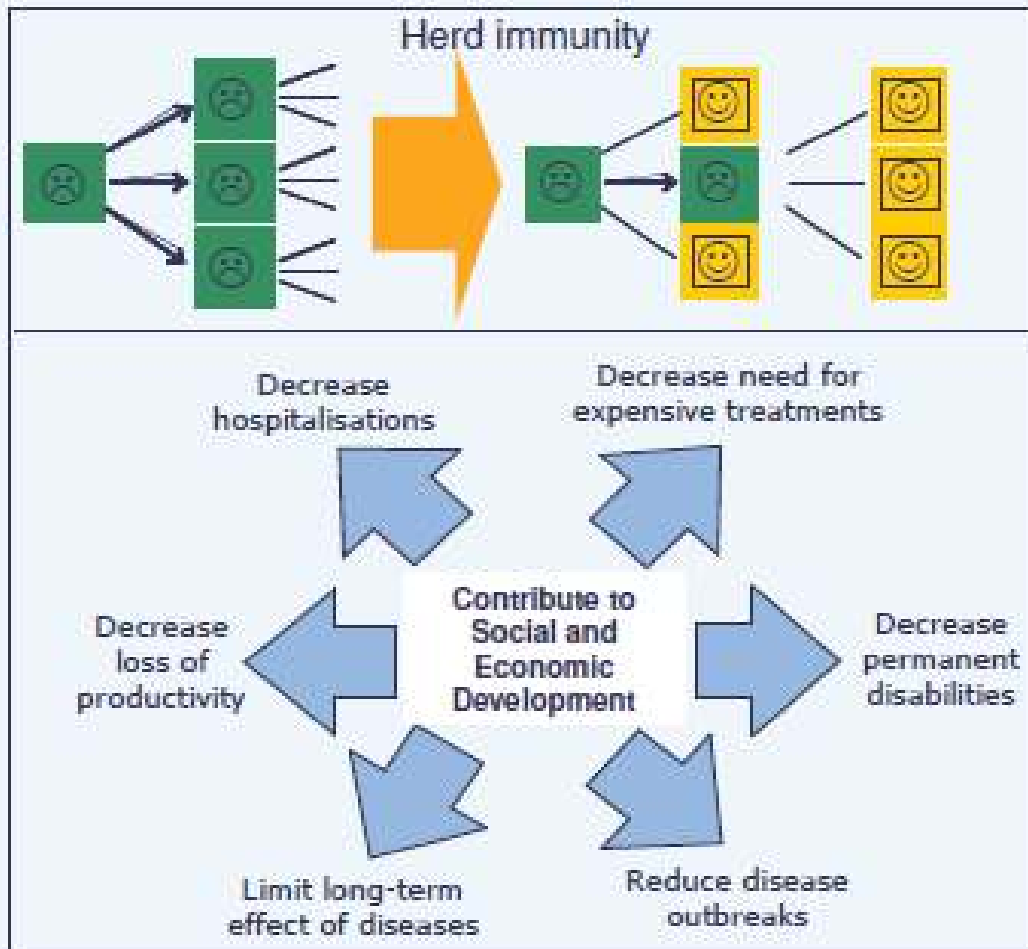 Herd immunity
Decrease
hospitalisations
Decrease need for
expensive treatments
Decrease
loss of
productivity
Contribute to
Social and
Economic
Development
Decrease
permanent
disabilities
Limit long-term
effect of diseases
Reduce disease
outbreaks